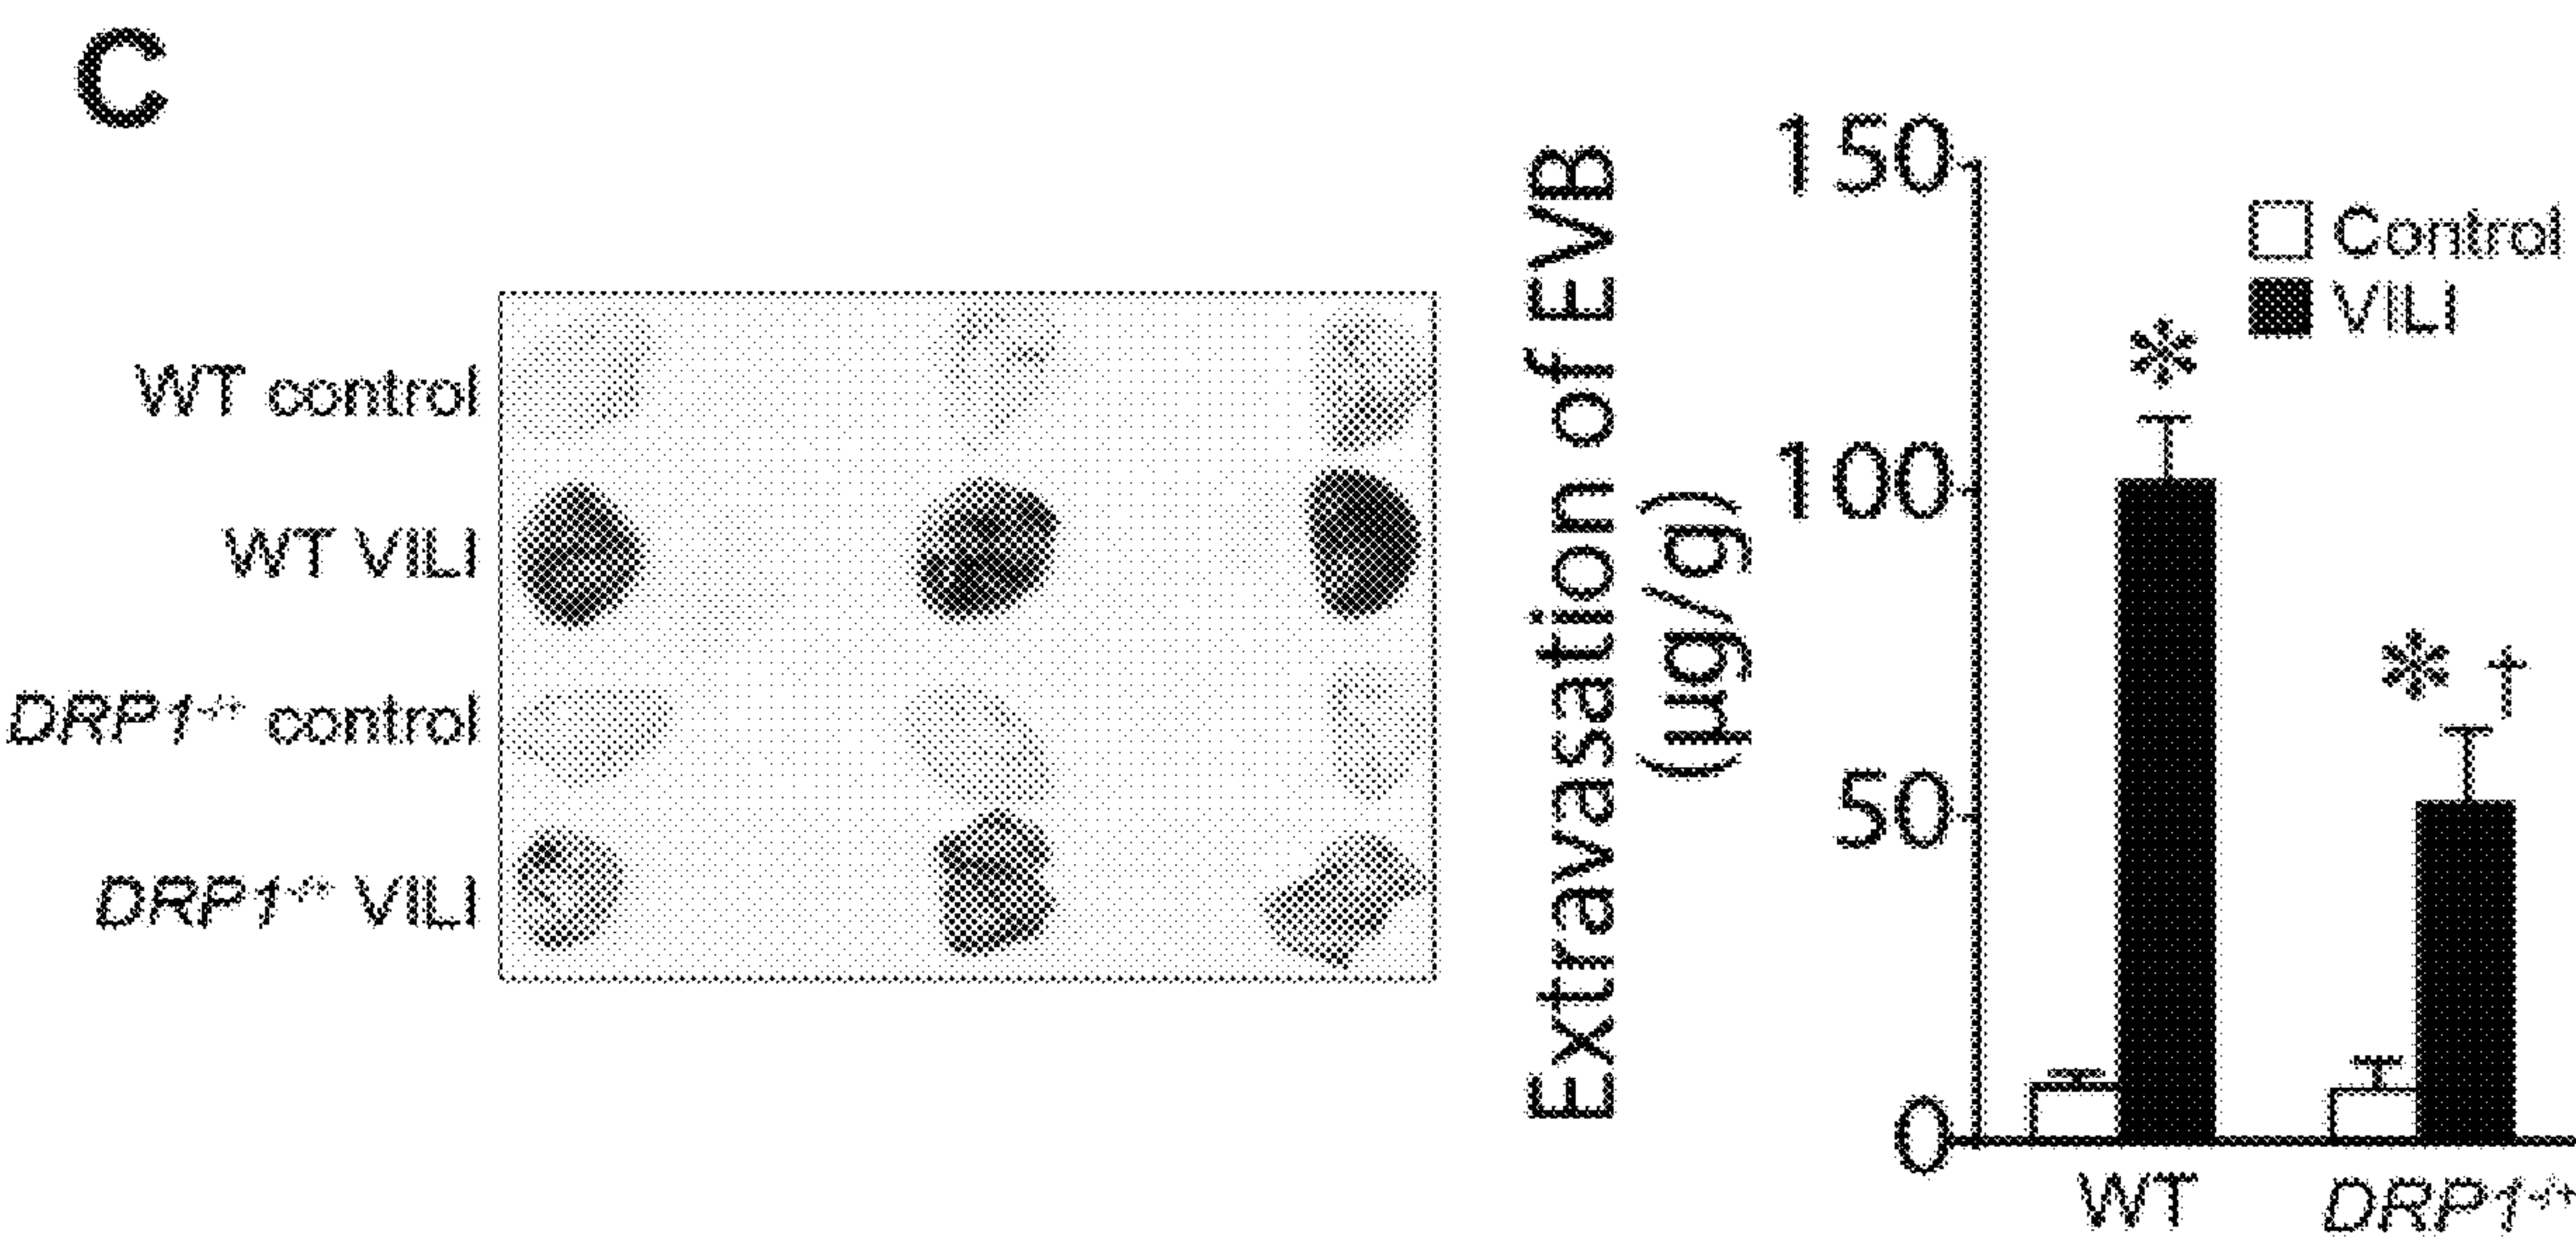 C
WT control
WT VILI
DRP1-/+ control
DRP1-/+ VILI
Extravasation of EVB
(μg/g)
150
100
50
0
Control
VILI
*
* †
WT
DRP1-/+